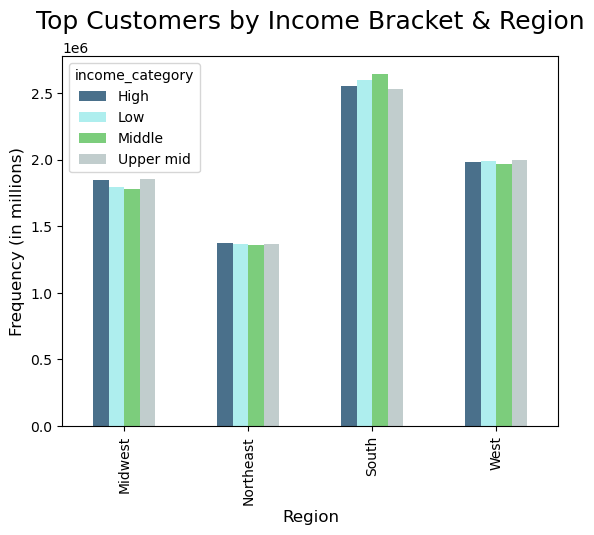 Top Customers by Income Bracket & Region
1e6
income_category
High
Low
Middle
Upper mid
2.5
2.0
1.5
1.0
0.5
0.0
Frequency (in millions)
Midwest
Northeast
South
West
Region